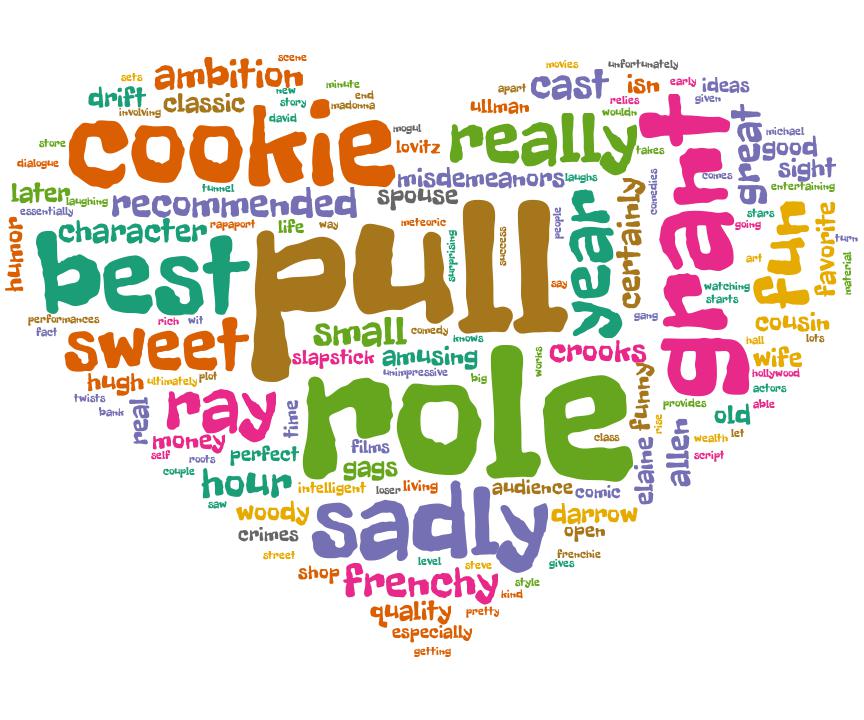 scene
movies
unfortunately
sets
ambition
minute
apart
cast
isn
early
ideas
drift
classic
new
end
ullman
relies
given
involving
story
madonna
david
wouldn
cookie
mogul
really
grant
great
michael
store
lovitz
takes
good
dialogue
misdemeanors
laughs
comedies
comes
sight
later
laughing
tunnel
spouse
entertaining
essentially
recommended
year
certainly
humor
character
rapaport
life
way
meteoric
people
stars
fun
favorite
going
turn
best
pull
surprising
success
art
material
say
watching
performances
rich
wit
gang
starts
fact
small
comedy
cousin
sweet
knows
hall
lots
slapstick
amusing
works
crooks
wife
hugh
ultimately
plot
unimpressive
big
funny
hollywood
twists
ray
role
actors
bank
real
time
provides
able
old
money
class
rise
allen
wealth
let
self
roots
perfect
films
elaine
script
couple
gags
hour
intelligent
loser
living
audience
comic
saw
woody
sadly
darrow
crimes
open
street
level
steve
gives
frenchie
shop
frenchy
style
kind
quality
pretty
especially
getting